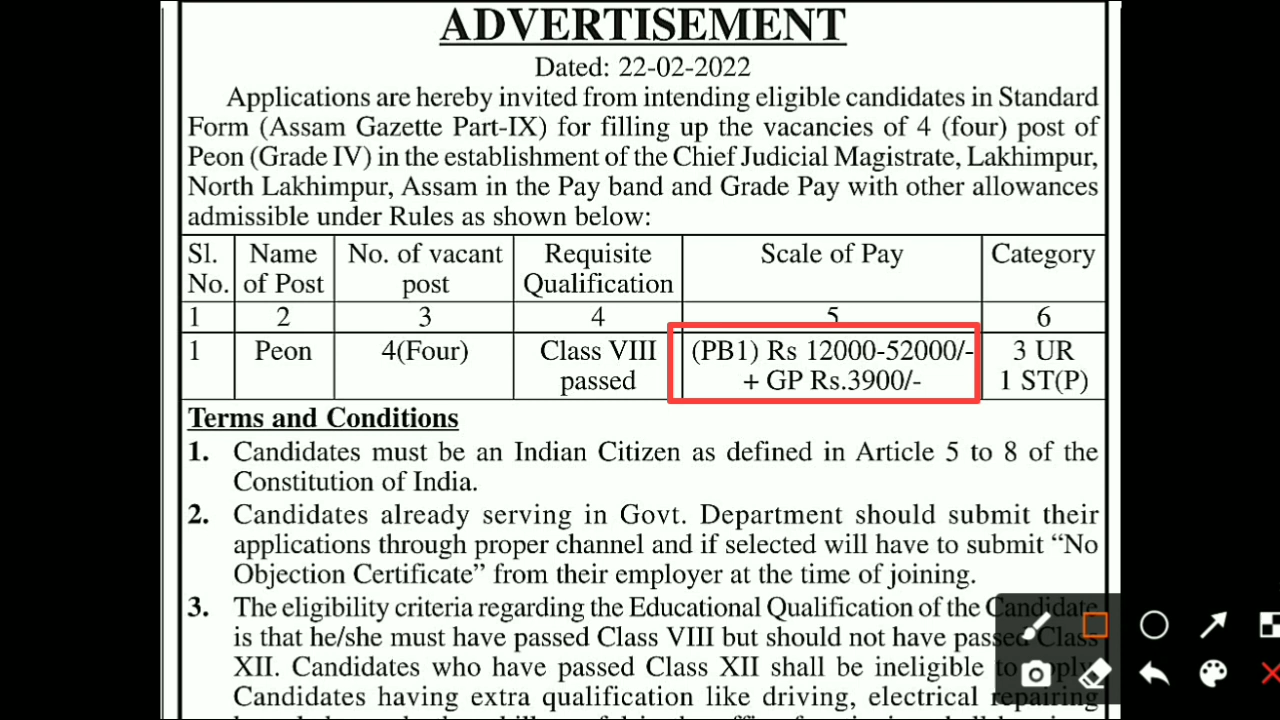 ADVERTISEMENT
Dated: 22-02-2022
Applications are hereby invited from intending eligible candidates in Standard
Form (Assam Gazette Part-IX) for filling up the vacancies of 4 (four) post of
Peon (Grade IV) in the establishment of the Chief Judicial Magistrate, Lakhimpur,
North Lakhimpur, Assam in the Pay band and Grade Pay with other allowances
admissible under Rules as shown below:
Sl. Name No. of vacant Requisite Scale of Pay Category
No. of Post post Qualification
1 2 3 4 5 6
1 Peon 4(Four) Class VIII (PB1) Rs 12000-52000/- 3 UR
passed + GP Rs.3900/- 1 ST(P)
Terms and Conditions
1. Candidates must be an Indian Citizen as defined in Article 5 to 8 of the
Constitution of India.
2. Candidates already serving in Govt. Department should submit their
applications through proper channel and if selected will have to submit “No
Objection Certificate” from their employer at the time of joining.
3. The eligibility criteria regarding the Educational Qualification of the Candidate
is that he/she must have passed Class VIII but should not have passed Class
XII. Candidates who have passed Class XII shall be ineligible to apply.
Candidates having extra qualification like driving, electrical repairing